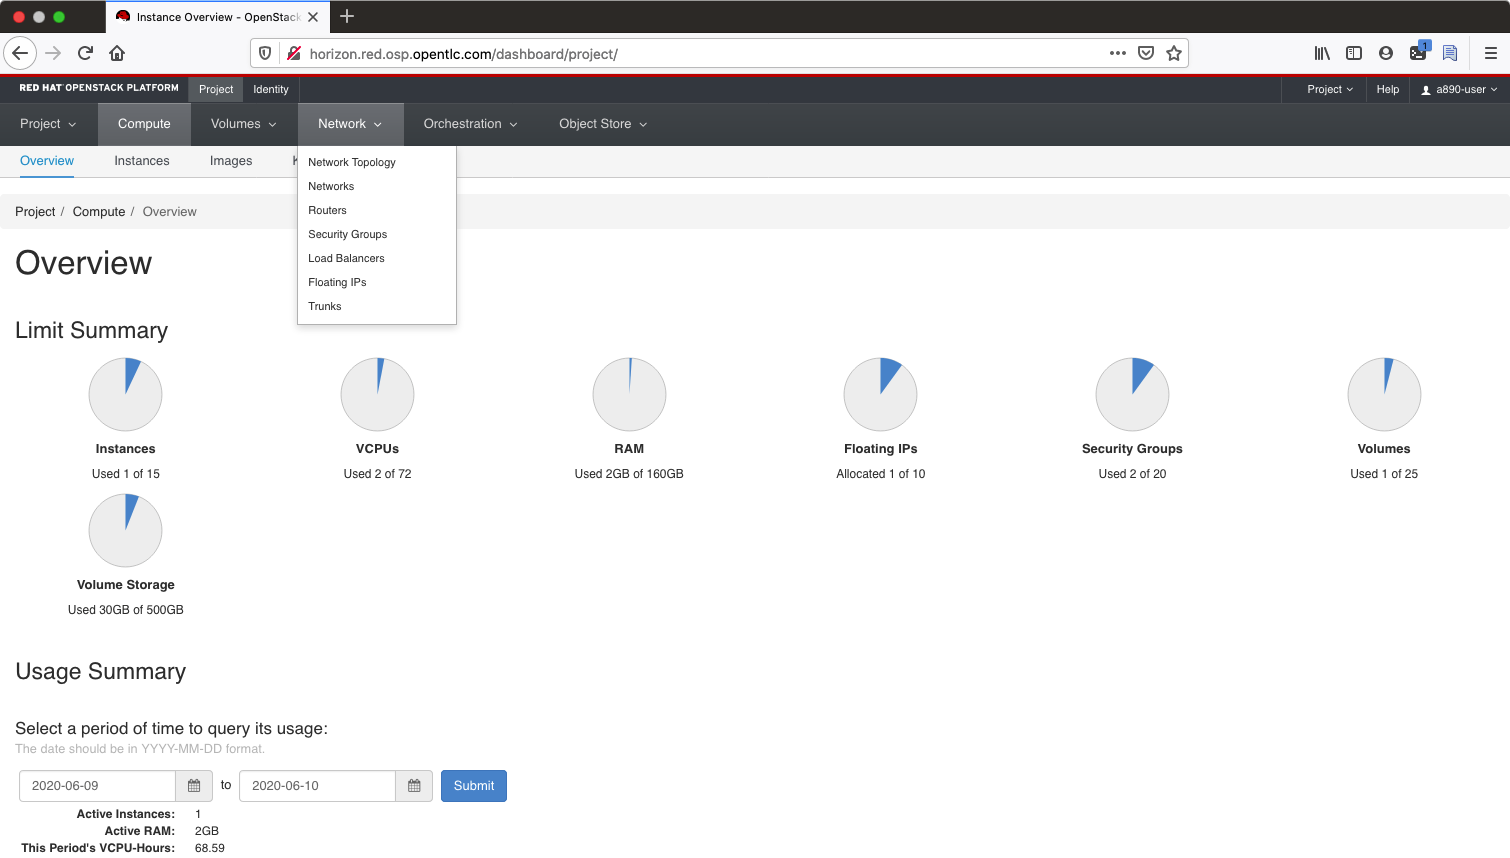 Instance Overview - OpenStack
horizon.red.osp.opentlc.com/dashboard/project/
1
RED HAT OPENSTACK PLATFORM Project Identity Project Help a890-user
Project Compute Volumes Network Orchestration Object Store
Overview Instances Images K
Network Topology
Networks
Routers
Security Groups
Load Balancers
Floating IPs
Trunks
Project / Compute / Overview
Overview
Limit Summary
Instances VCPUs RAM Floating IPs Security Groups Volumes
Used 1 of 15 Used 2 of 72 Used 2GB of 160GB Allocated 1 of 10 Used 2 of 20 Used 1 of 25
Volume Storage
Used 30GB of 500GB
Usage Summary
Select a period of time to query its usage:
The date should be in YYYY-MM-DD format.
2020-06-09 to 2020-06-10 Submit
Active Instances: 1
Active RAM: 2GB
This Period's VCPU-Hours: 68.59